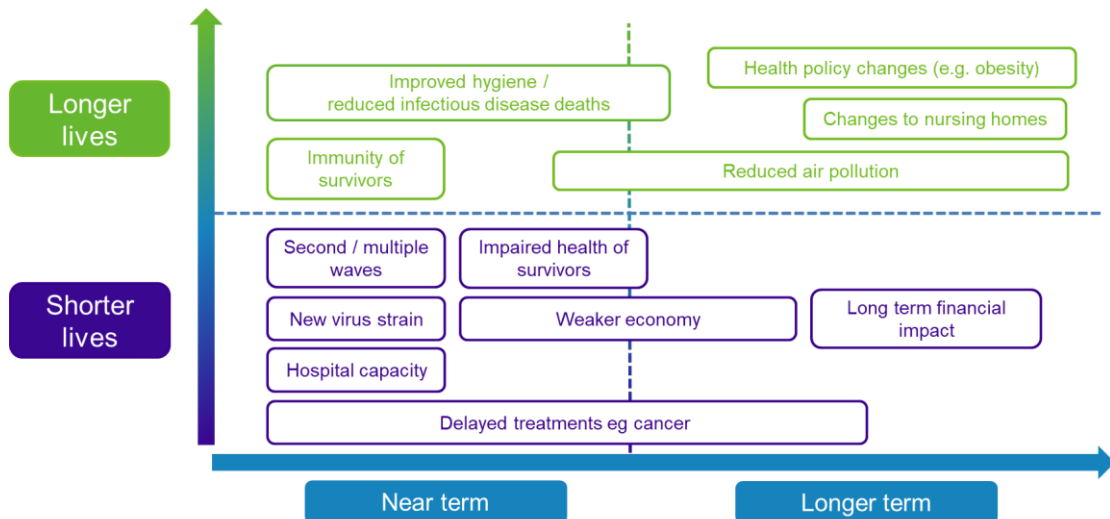 Longer
lives
Improved hygiene /
reduced infectious disease deaths
Health policy changes (e.g. obesity)
Changes to nursing homes
Immunity of
survivors
Reduced air pollution
Shorter
lives
Second / multiple
waves
Impaired health of
survivors
New virus strain
Weaker economy
Long term financial
impact
Hospital capacity
Delayed treatments eg cancer
Near term
Longer term